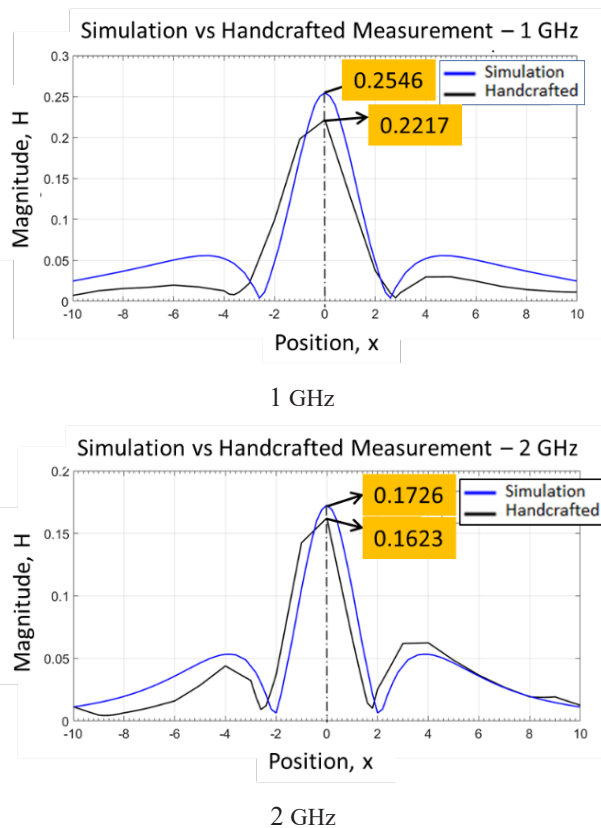 Simulation vs Handcrafted Measurement – 1 GHz
0.3
0.25
0.2
0.15
0.1
0.05
0
Magnitude, H
0.2546
0.2217
Simulation
Handcrafted
-10 -8 -6 -4 -2 0 2 4 6 8 10
Position, x
1 GHz
Simulation vs Handcrafted Measurement – 2 GHz
0.2
0.15
0.1
0.05
0
Magnitude, H
0.1726
0.1623
Simulation
Handcrafted
-10 -8 -6 -4 -2 0 2 4 6 8 10
Position, x
2 GHz